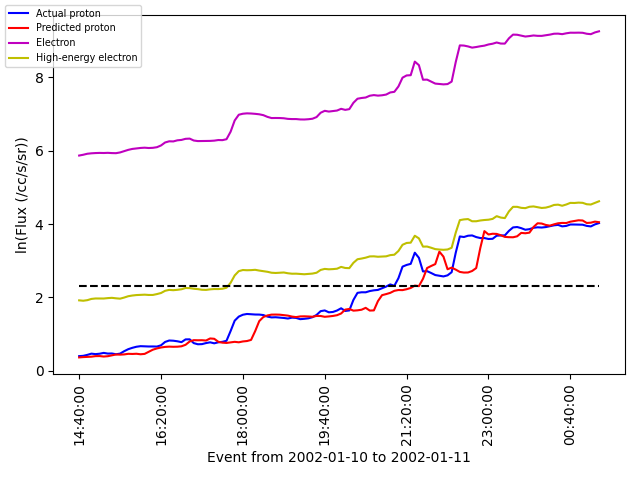 Actual proton
Predicted proton
Electron
High-energy electron
ln(Flux (/cc/s/sr))
8
6
4
2
0
14:40:00
16:20:00
18:00:00
19:40:00
21:20:00
23:00:00
00:40:00
Event from 2002-01-10 to 2002-01-11